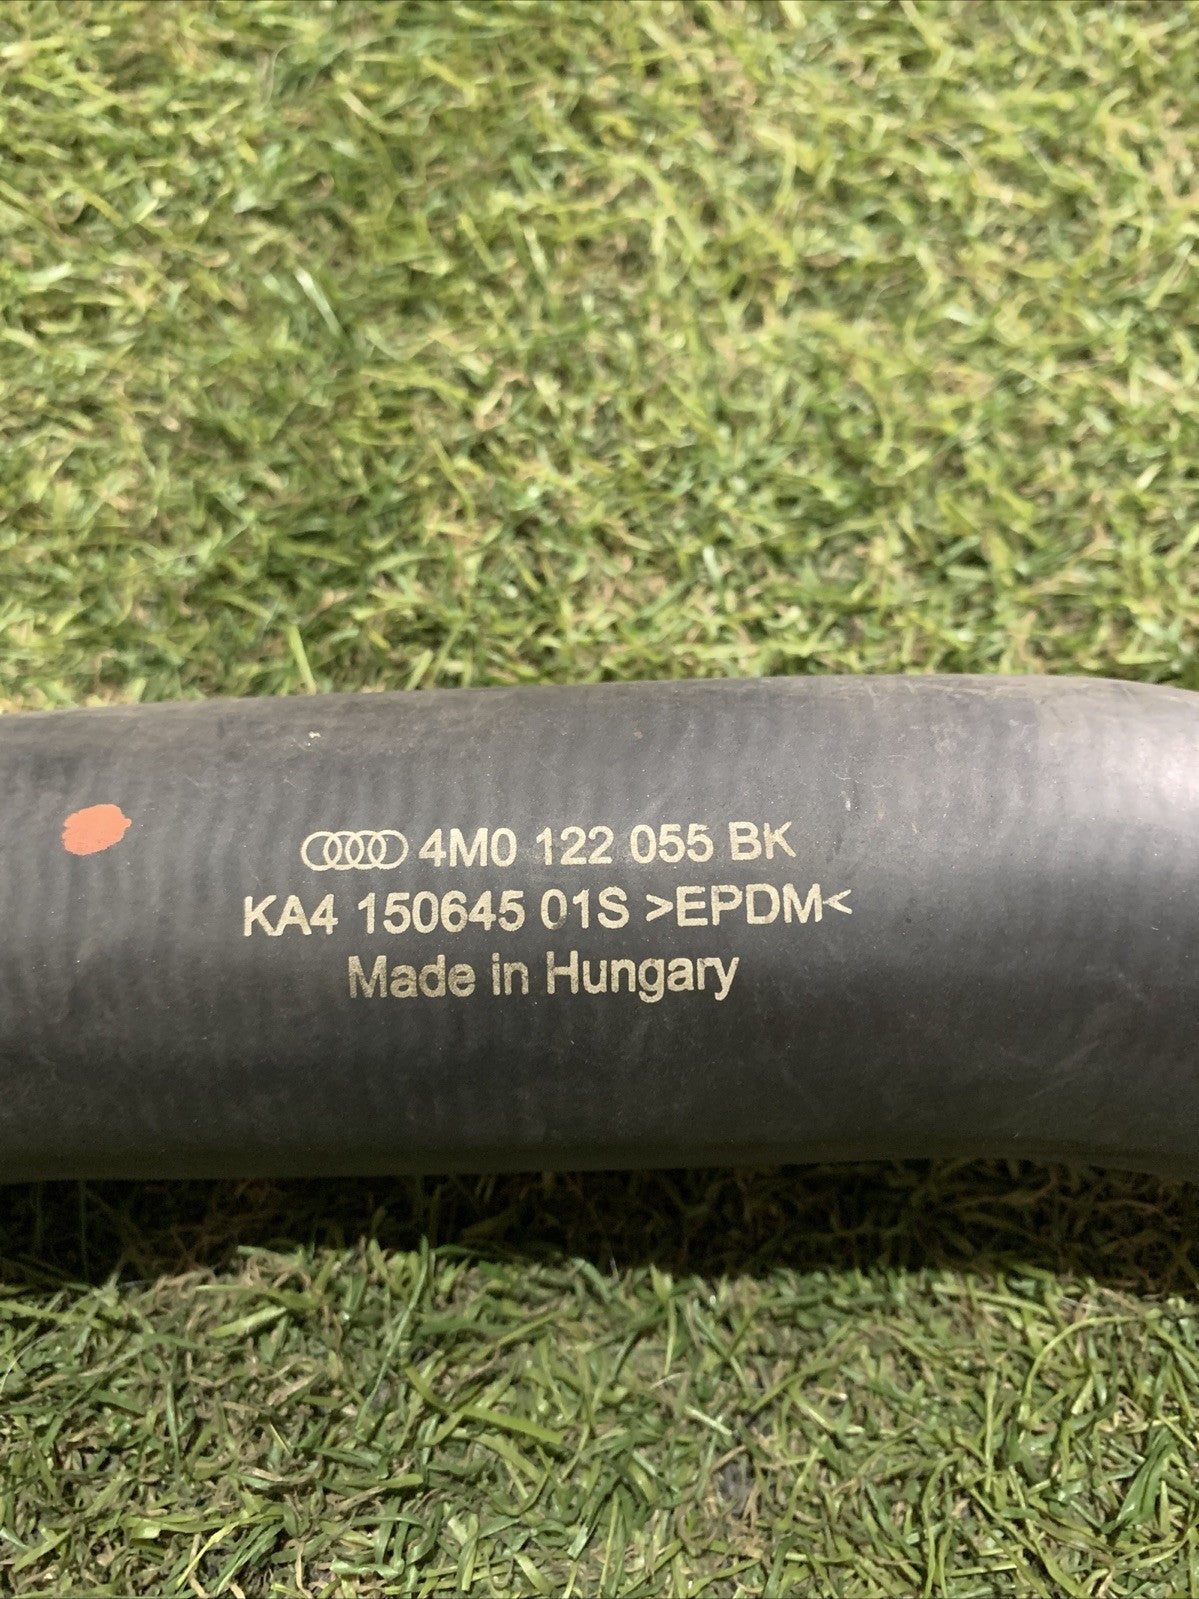 4M0 122 055 BK
KA4 150645 01S >EPDM<
Made in Hungary